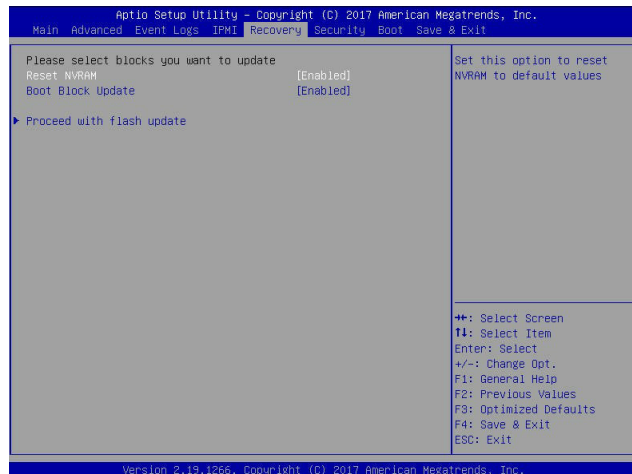 Aptio Setup Utility – Copyright (C) 2017 American Megatrends, Inc.
Main Advanced Event Logs IPMI Recovery Security Boot Save & Exit
Please select blocks you want to update
Reset NVRAM [Enabled]
Boot Block Update [Enabled]
Proceed with flash update
Set this option to reset
NVRAM to default values
→←: Select Screen
↑↓: Select Item
Enter: Select
+/-: Change Opt.
F1: General Help
F2: Previous Values
F3: Optimized Defaults
F4: Save & Exit
ESC: Exit
Version 2.19.1266. Copyright (C) 2017 American Megatrends, Inc.